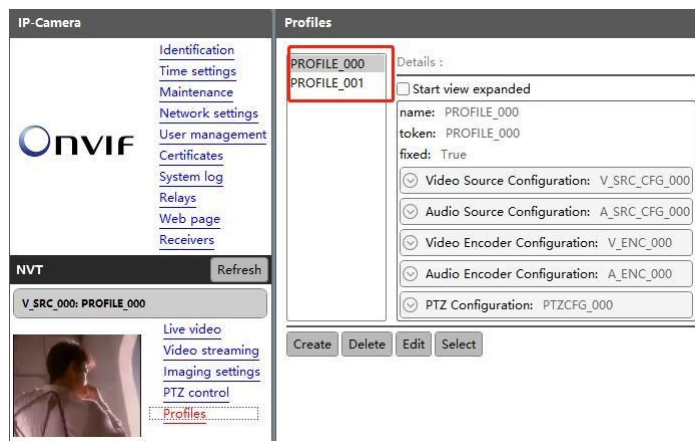 IP-Camera
Identification
Time settings
Maintenance
Network settings
User management
Certificates
System log
Relays
Web page
Receivers
ONVIF
NVT
Refresh
V_SRC_000: PROFILE_000
Live video
Video streaming
Imaging settings
PTZ control
Profiles
Profiles
PROFILE_000
PROFILE_001
Details :
Start view expanded
name: PROFILE_000
token: PROFILE_000
fixed: True
Video Source Configuration: V_SRC_CFG_000
Audio Source Configuration: A_SRC_CFG_000
Video Encoder Configuration: V_ENC_000
Audio Encoder Configuration: A_ENC_000
PTZ Configuration: PTZCFG_000
Create Delete Edit Select